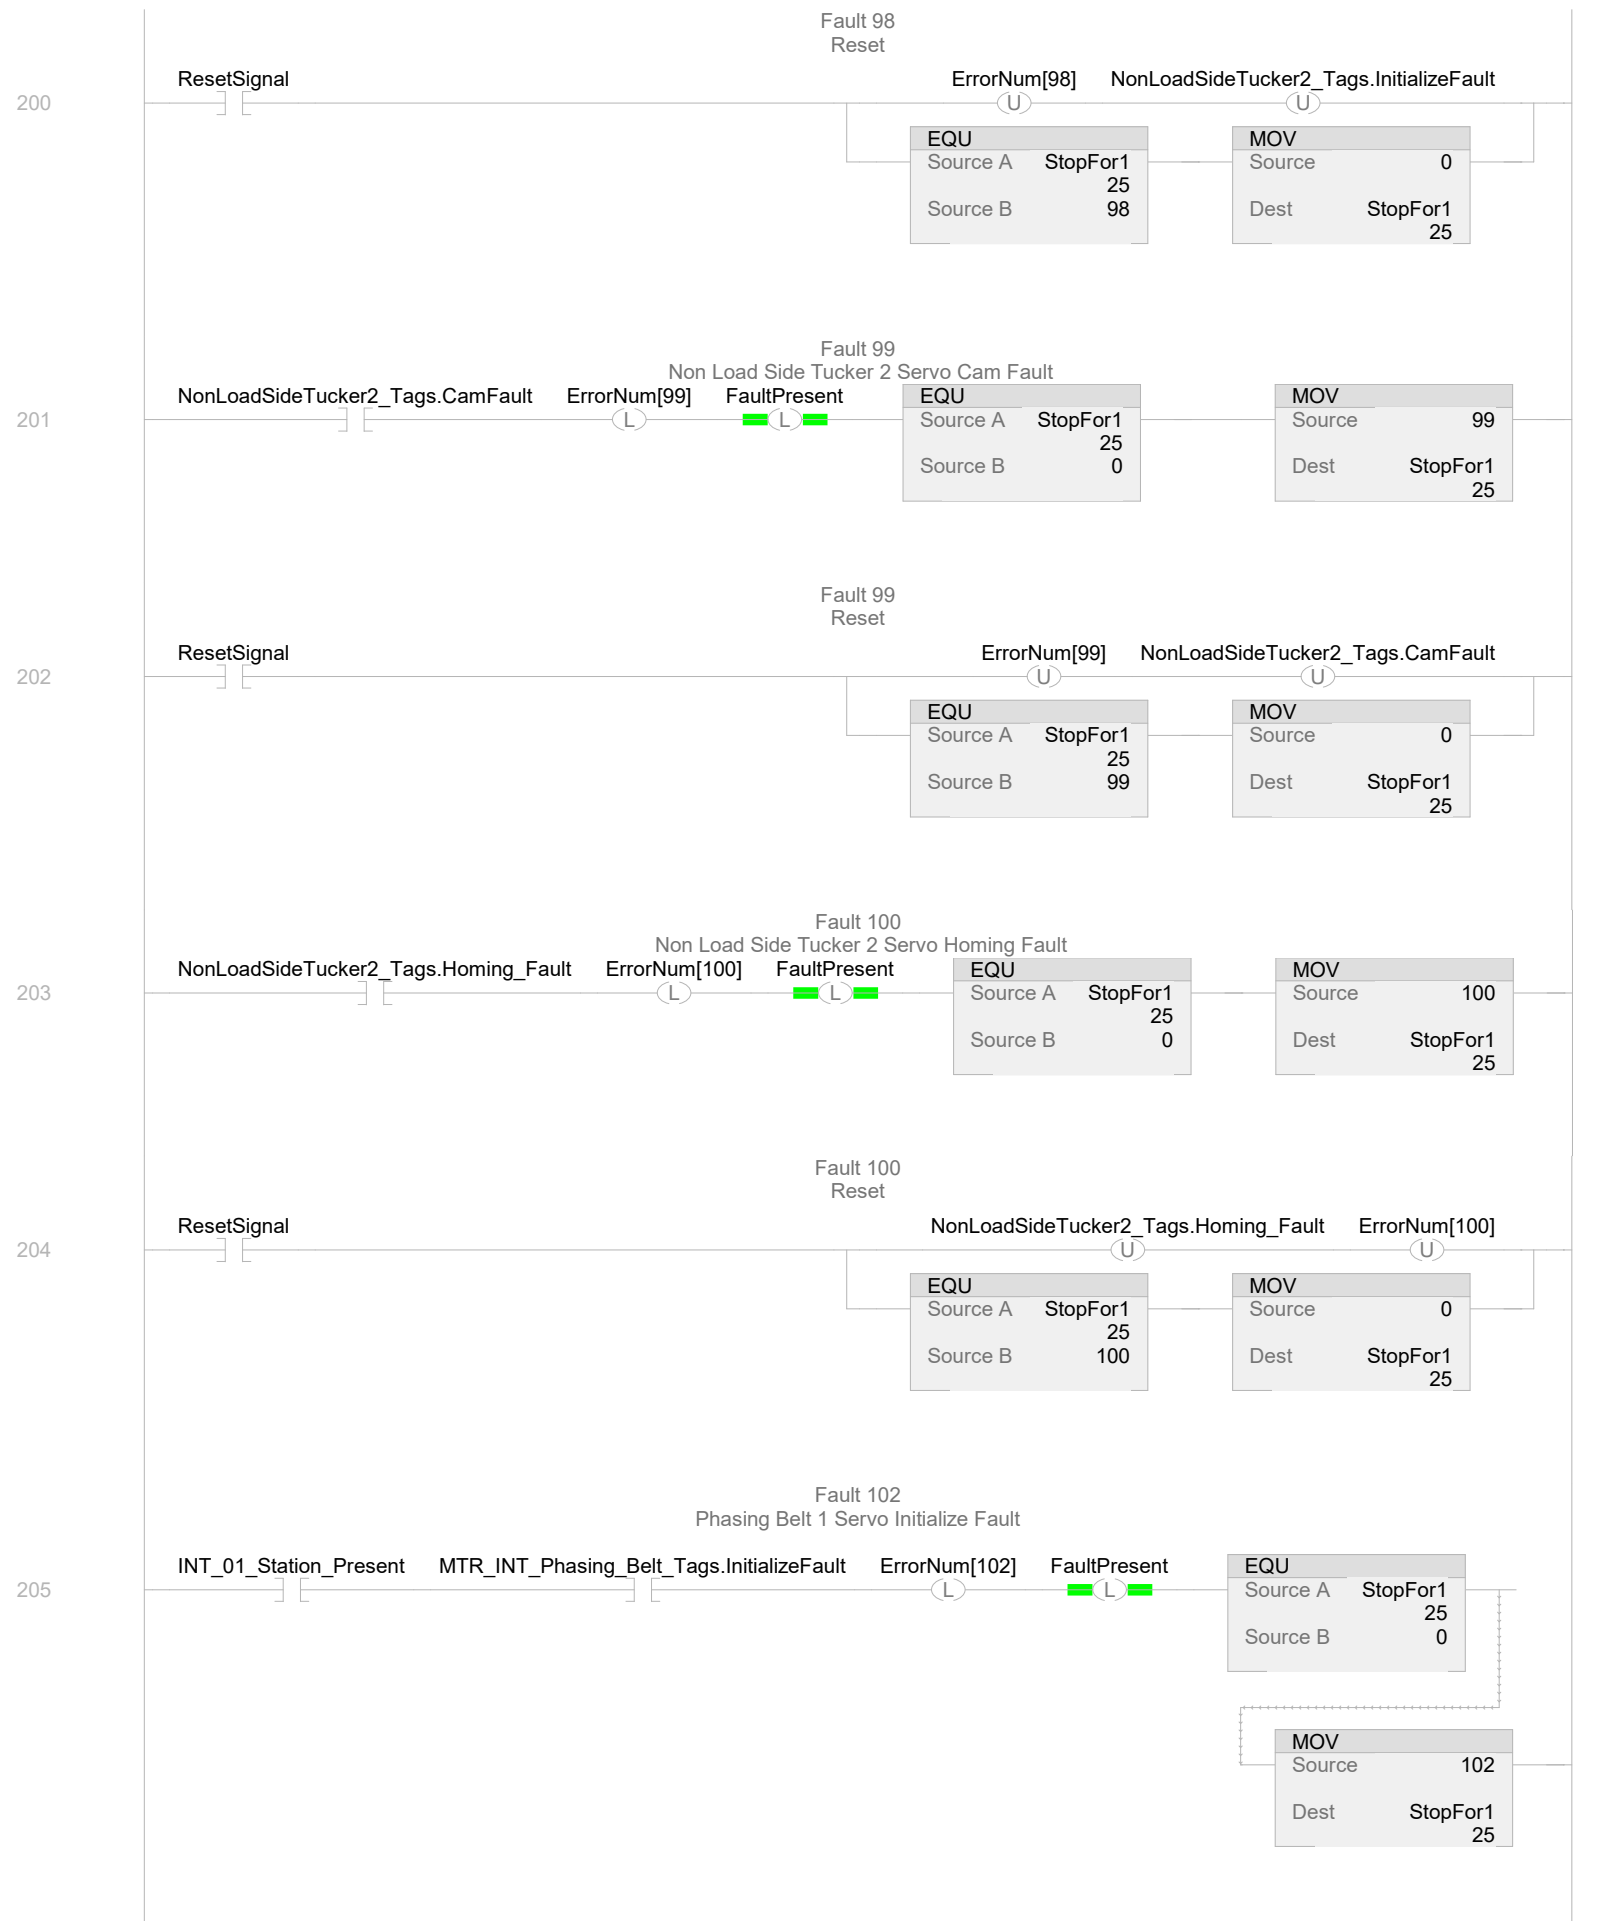 Fault 98
Reset
ResetSignal ErrorNum[98] NonLoadSideTucker2_Tags.InitializeFault
200 U U
EQU MOV
Source A StopFor1 Source 0
25
Source B 98 Dest StopFor1
25
Fault 99
Non Load Side Tucker 2 Servo Cam Fault
NonLoadSideTucker2_Tags.CamFault ErrorNum[99] FaultPresent EQU MOV
201 L L Source A StopFor1 Source 99
25
Source B 0 Dest StopFor1
25
Fault 99
Reset
ResetSignal ErrorNum[99] NonLoadSideTucker2_Tags.CamFault
202 U U
EQU MOV
Source A StopFor1 Source 0
25
Source B 99 Dest StopFor1
25
Fault 100
Non Load Side Tucker 2 Servo Homing Fault
NonLoadSideTucker2_Tags.Homing_Fault ErrorNum[100] FaultPresent EQU MOV
203 L L Source A StopFor1 Source 100
25
Source B 0 Dest StopFor1
25
Fault 100
Reset
ResetSignal NonLoadSideTucker2_Tags.Homing_Fault ErrorNum[100]
204 U U
EQU MOV
Source A StopFor1 Source 0
25
Source B 100 Dest StopFor1
25
Fault 102
Phasing Belt 1 Servo Initialize Fault
INT_01_Station_Present MTR_INT_Phasing_Belt_Tags.InitializeFault ErrorNum[102] FaultPresent EQU
205 L L Source A StopFor1
25
Source B 0
MOV
Source 102
Dest StopFor1
25